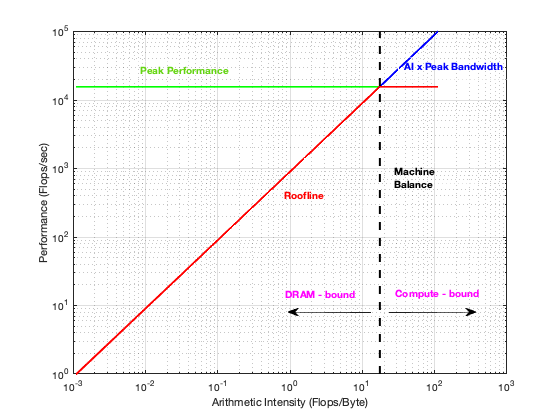 10^5
10^4
10^3
10^2
10^1
10^0
Performance (Flops/sec)
Peak Performance
AI x Peak Bandwidth
Machine
Balance
Roofline
DRAM - bound
Compute - bound
10^-3
10^-2
10^-1
10^0
10^1
10^2
10^3
Arithmetic Intensity (Flops/Byte)